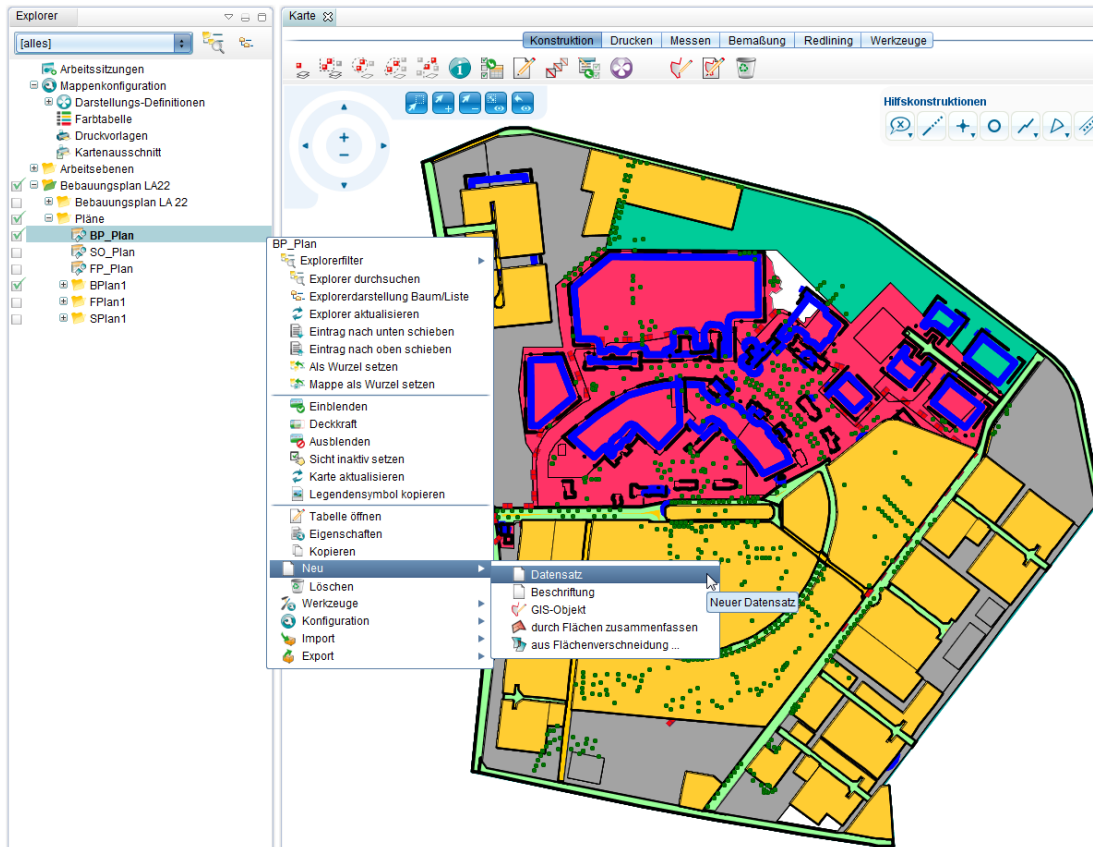 Explorer
[alles]
Arbeitssitzungen
Mappenkonfiguration
Darstellungs-Definitionen
Farbtabelle
Druckvorlagen
Kartenausschnitt
Arbeitsebenen
Bebauungsplan LA22
Bebauungsplan LA 22
Pläne
BP_Plan
SO_Plan
FP_Plan
BPlan1
FPlan1
SPlan1
Karte
Konstruktion Drucken Messen Bemaßung Redlining Werkzeuge
Hilfskonstruktionen
BP_Plan
Explorerfilter
Explorer durchsuchen
Explorerdarstellung Baum/Liste
Explorer aktualisieren
Eintrag nach unten schieben
Eintrag nach oben schieben
Als Wurzel setzen
Mappe als Wurzel setzen
Einblenden
Deckkraft
Ausblenden
Sicht inaktiv setzen
Karte aktualisieren
Legendensymbol kopieren
Tabelle öffnen
Eigenschaften
Kopieren
Neu
Löschen
Werkzeuge
Konfiguration
Import
Export
Datensatz
Beschriftung
GIS-Objekt
durch Flächen zusammenfassen
aus Flächenverschneidung ...
Neuer Datensatz